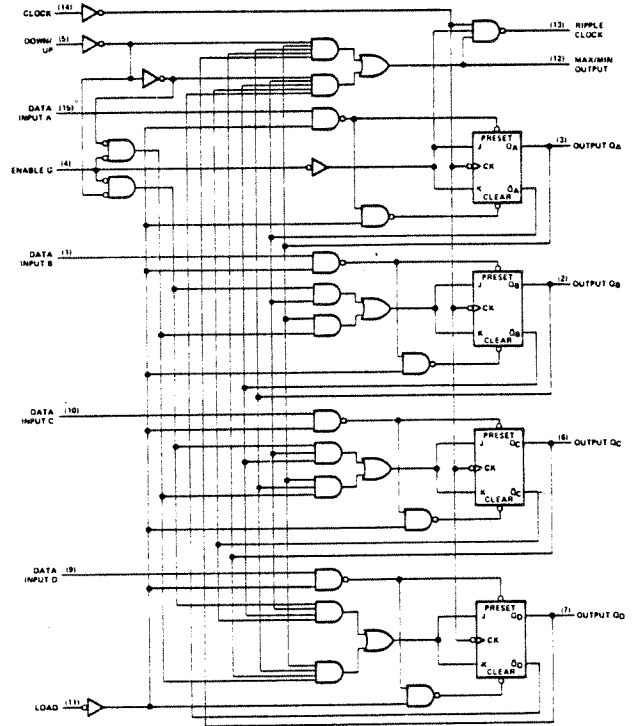 CLOCK (14)
(13) RIPPLE CLOCK
DOWN/UP (5)
(12) MAX/MIN OUTPUT
DATA INPUT A (15)
PRESET
(3) OUTPUT QA
J QA
CK
ENABLE G (4)
K Q̄A
CLEAR
DATA INPUT B (1)
PRESET
(2) OUTPUT QB
J QB
CK
K Q̄B
CLEAR
DATA INPUT C (10)
PRESET
(6) OUTPUT QC
J QC
CK
K Q̄C
CLEAR
DATA INPUT D (9)
PRESET
(7) OUTPUT QD
J QD
CK
K Q̄D
CLEAR
LOAD (11)